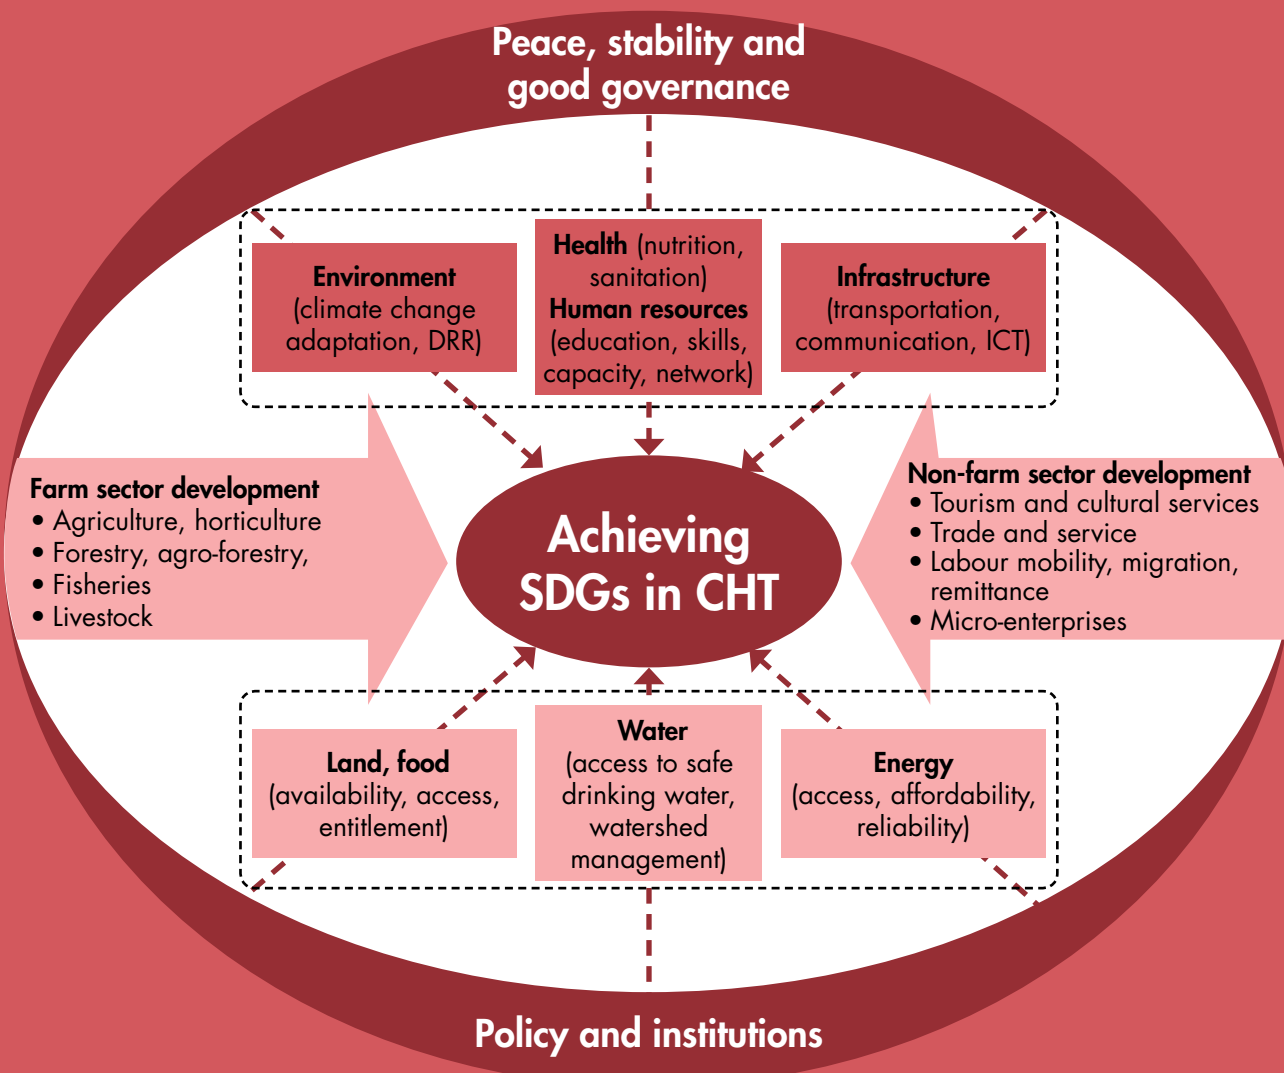 Peace, stability and
good governance
Environment
(climate change
adaptation, DRR)
Health (nutrition,
sanitation)
Human resources
(education, skills,
capacity, network)
Infrastructure
(transportation,
communication, ICT)
Farm sector development
• Agriculture, horticulture
• Forestry, agro-forestry,
• Fisheries
• Livestock
Achieving
SDGs in CHT
Non-farm sector development
• Tourism and cultural services
• Trade and service
• Labour mobility, migration,
remittance
• Micro-enterprises
Land, food
(availability, access,
entitlement)
Water
(access to safe
drinking water,
watershed
management)
Energy
(access, affordability,
reliability)
Policy and institutions